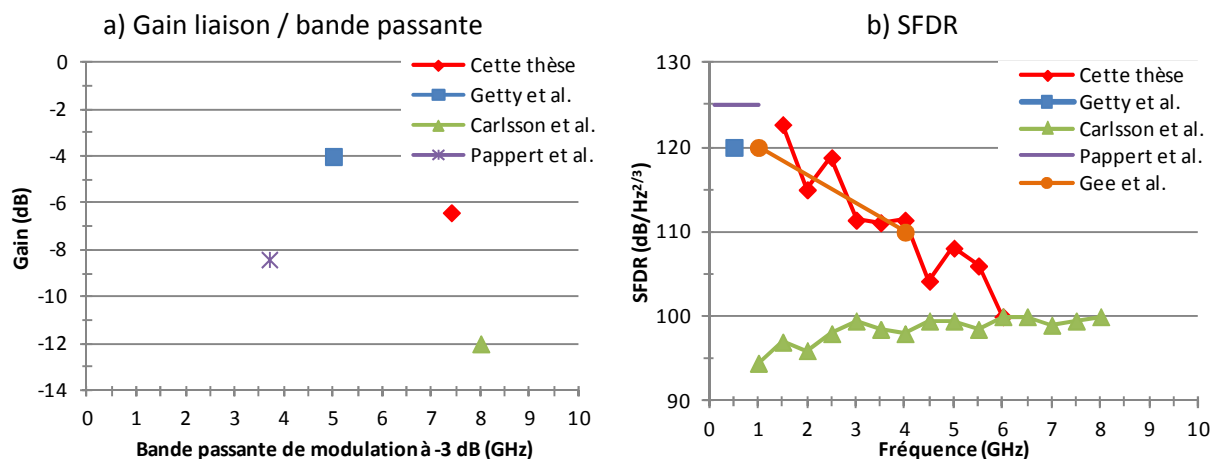 a) Gain liaison / bande passante
0
-2
-4
-6
-8
-10
-12
-14
Gain (dB)
Cette thèse
Getty et al.
Carlsson et al.
Pappert et al.
0 1 2 3 4 5 6 7 8 9 10
Bande passante de modulation à -3 dB (GHz)
b) SFDR
130
120
110
100
90
SFDR (dB/Hz^2/3)
Cette thèse
Getty et al.
Carlsson et al.
Pappert et al.
Gee et al.
0 1 2 3 4 5 6 7 8 9 10
Fréquence (GHz)